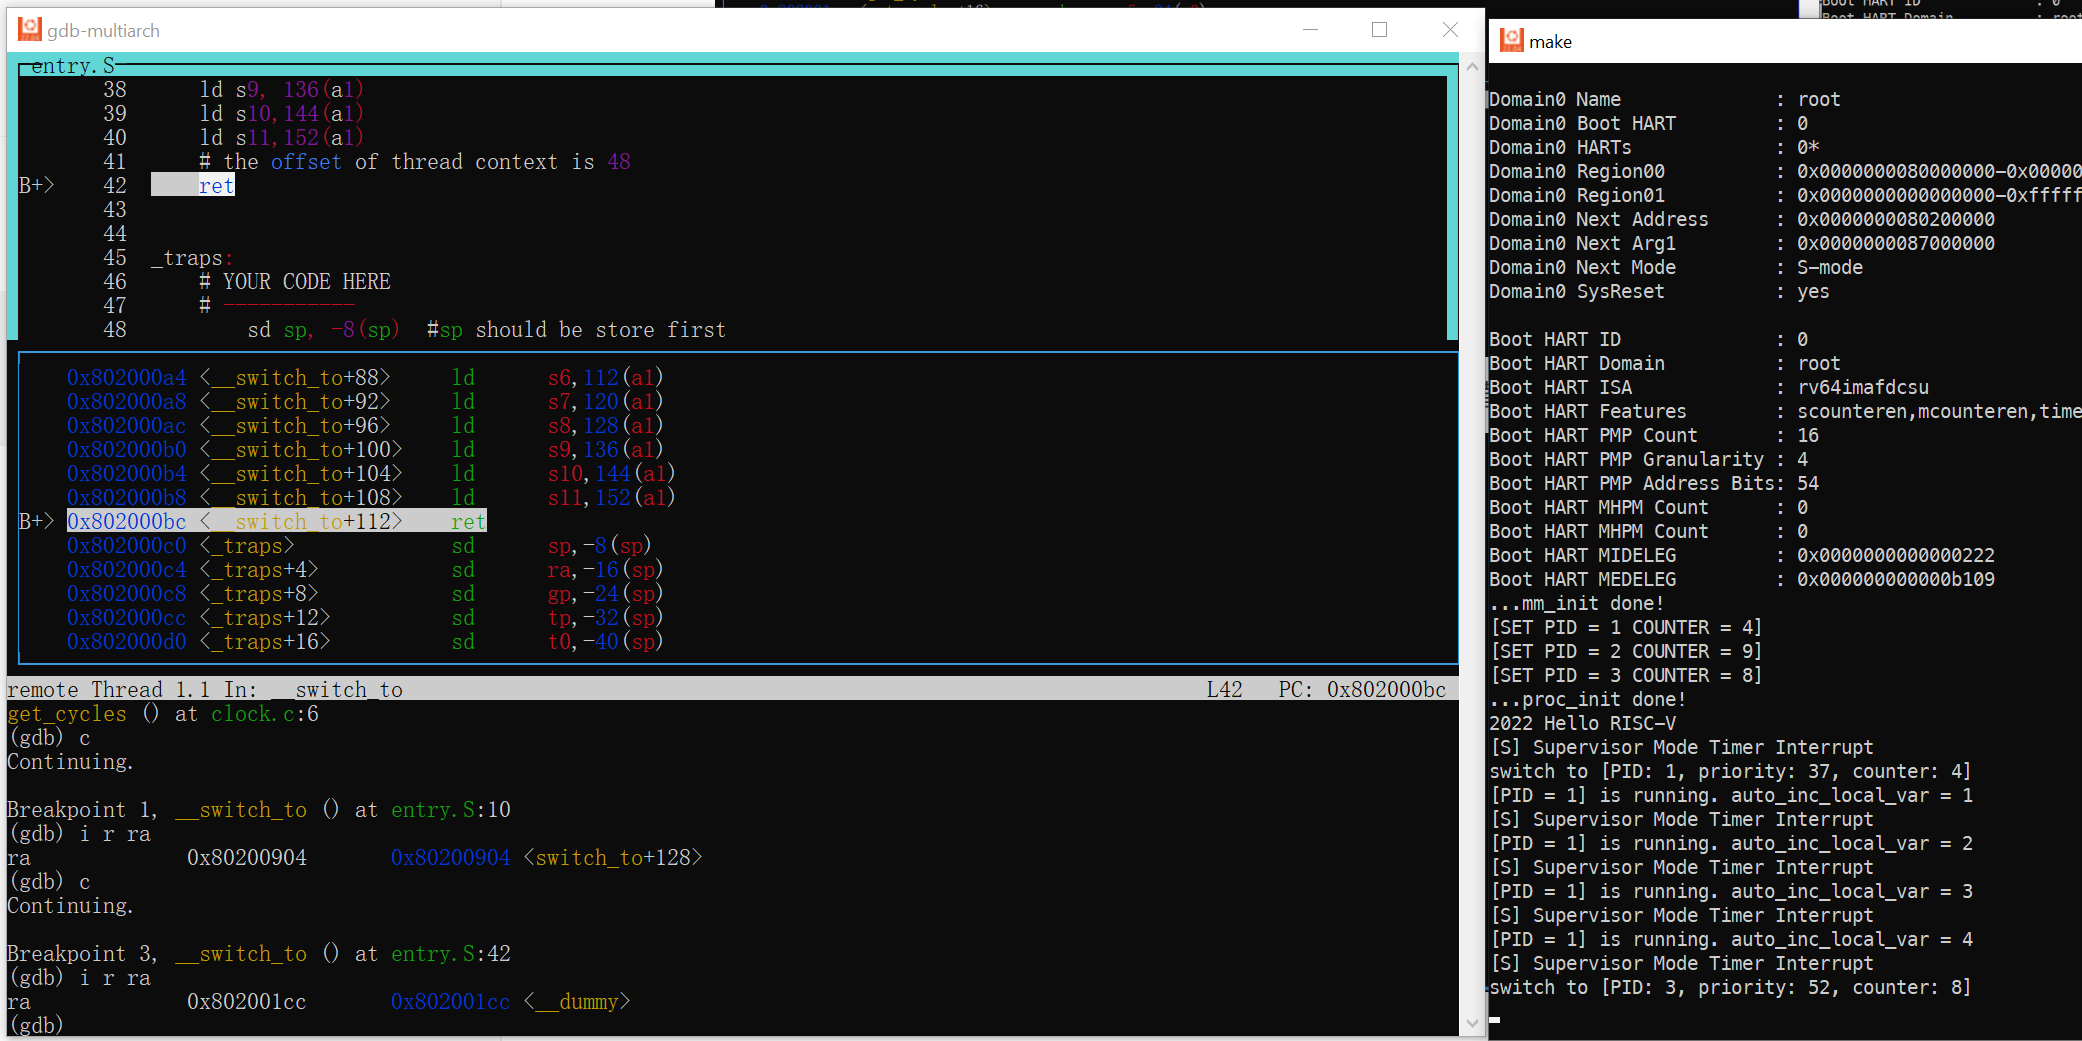 gdb-multiarch
entry.S
38 ld s9, 136(a1)
39 ld s10,144(a1)
40 ld s11,152(a1)
41 # the offset of thread context is 48
B+> 42 ret
43
44
45 _traps:
46 # YOUR CODE HERE
47 # -----------
48 sd sp, -8(sp) #sp should be store first
0x802000a4 <__switch_to+88> ld s6,112(a1)
0x802000a8 <__switch_to+92> ld s7,120(a1)
0x802000ac <__switch_to+96> ld s8,128(a1)
0x802000b0 <__switch_to+100> ld s9,136(a1)
0x802000b4 <__switch_to+104> ld s10,144(a1)
0x802000b8 <__switch_to+108> ld s11,152(a1)
B+> 0x802000bc <__switch_to+112> ret
0x802000c0 <_traps> sd sp,-8(sp)
0x802000c4 <_traps+4> sd ra,-16(sp)
0x802000c8 <_traps+8> sd gp,-24(sp)
0x802000cc <_traps+12> sd tp,-32(sp)
0x802000d0 <_traps+16> sd t0,-40(sp)
remote Thread 1.1 In: __switch_to L42 PC: 0x802000bc
get_cycles () at clock.c:6
(gdb) c
Continuing.
Breakpoint 1, __switch_to () at entry.S:10
(gdb) i r ra
ra 0x80200904 0x80200904 <switch_to+128>
(gdb) c
Continuing.
Breakpoint 3, __switch_to () at entry.S:42
(gdb) i r ra
ra 0x802001cc 0x802001cc <__dummy>
(gdb)
make
Domain0 Name : root
Domain0 Boot HART : 0
Domain0 HARTs : 0*
Domain0 Region00 : 0x0000000080000000-0x00000
Domain0 Region01 : 0x0000000000000000-0xfffff
Domain0 Next Address : 0x0000000080200000
Domain0 Next Arg1 : 0x0000000087000000
Domain0 Next Mode : S-mode
Domain0 SysReset : yes
Boot HART ID : 0
Boot HART Domain : root
Boot HART ISA : rv64imafdcsu
Boot HART Features : scounteren,mcounteren,time
Boot HART PMP Count : 16
Boot HART PMP Granularity : 4
Boot HART PMP Address Bits: 54
Boot HART MHPM Count : 0
Boot HART MHPM Count : 0
Boot HART MIDELEG : 0x0000000000000222
Boot HART MEDELEG : 0x000000000000b109
...mm_init done!
[SET PID = 1 COUNTER = 4]
[SET PID = 2 COUNTER = 9]
[SET PID = 3 COUNTER = 8]
...proc_init done!
2022 Hello RISC-V
[S] Supervisor Mode Timer Interrupt
switch to [PID: 1, priority: 37, counter: 4]
[PID = 1] is running. auto_inc_local_var = 1
[S] Supervisor Mode Timer Interrupt
[PID = 1] is running. auto_inc_local_var = 2
[S] Supervisor Mode Timer Interrupt
[PID = 1] is running. auto_inc_local_var = 3
[S] Supervisor Mode Timer Interrupt
[PID = 1] is running. auto_inc_local_var = 4
[S] Supervisor Mode Timer Interrupt
switch to [PID: 3, priority: 52, counter: 8]